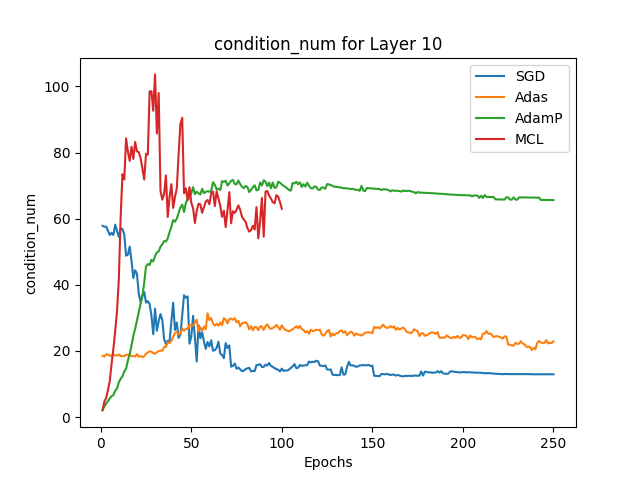 condition_num for Layer 10
SGD
Adas
AdamP
MCL
100
80
60
40
20
0
condition_num
0 50 100 150 200 250
Epochs